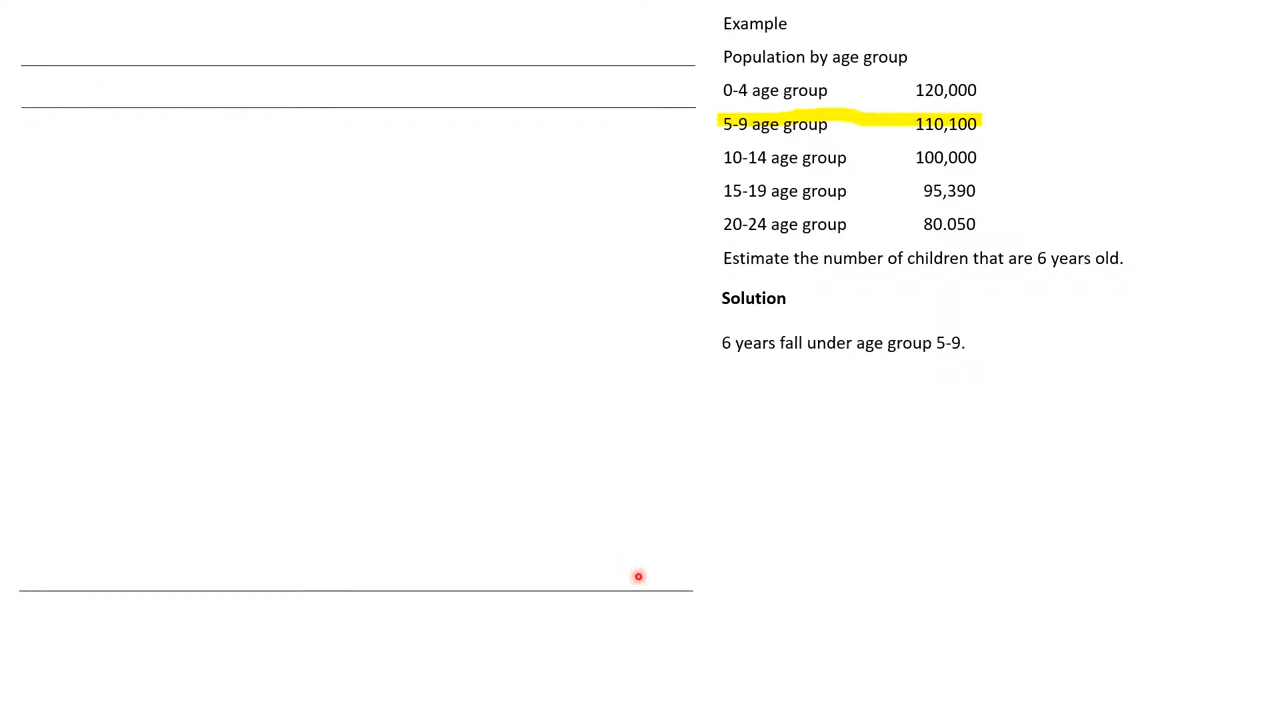 Example
Population by age group
0-4 age group 120,000
5-9 age group 110,100
10-14 age group 100,000
15-19 age group 95,390
20-24 age group 80.050
Estimate the number of children that are 6 years old.
Solution
6 years fall under age group 5-9.